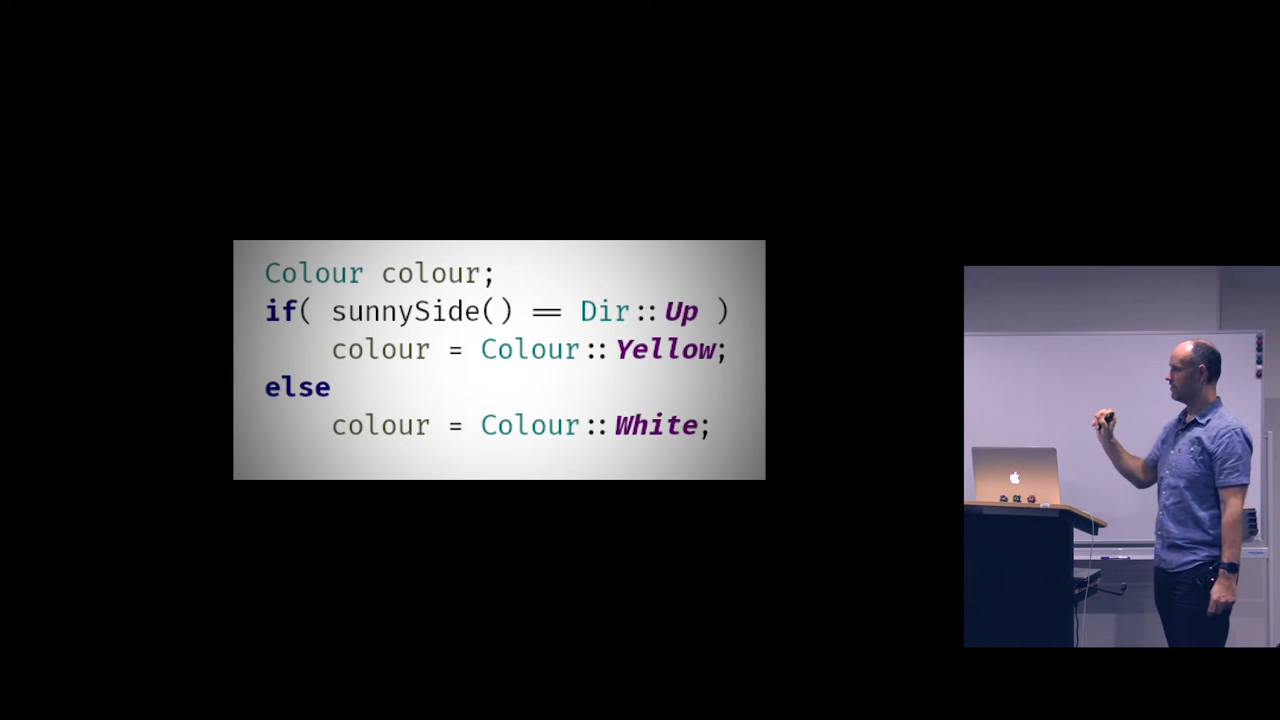 Colour colour;
if( sunnySide() == Dir::Up )
colour = Colour::Yellow;
else
colour = Colour::White;